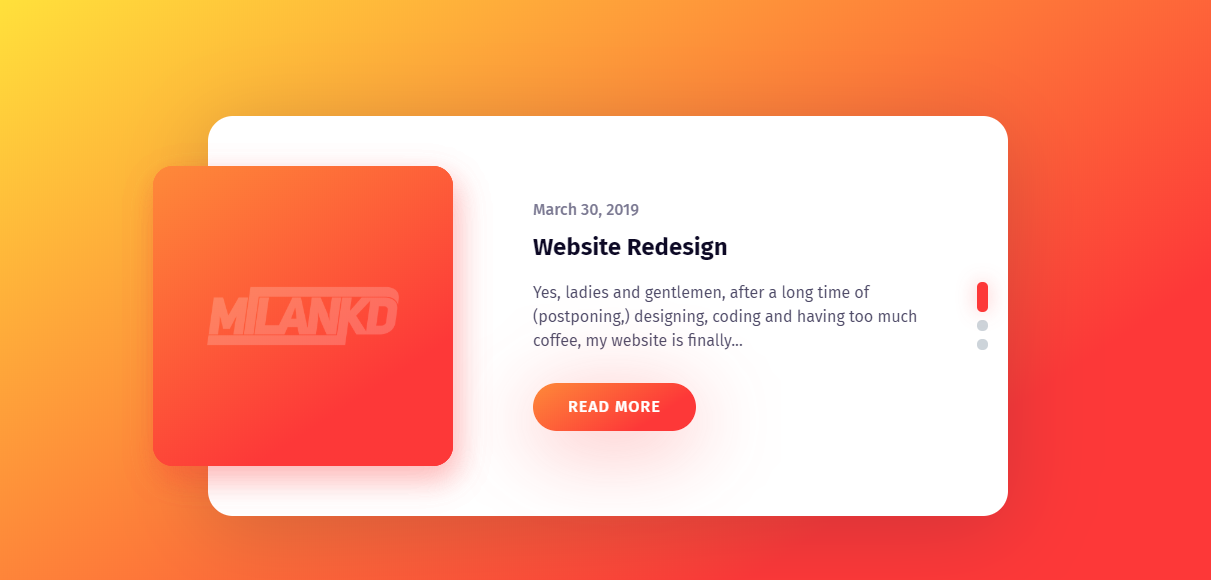 MILANKD
March 30, 2019
Website Redesign
Yes, ladies and gentlemen, after a long time of
(postponing,) designing, coding and having too much
coffee, my website is finally...
READ MORE